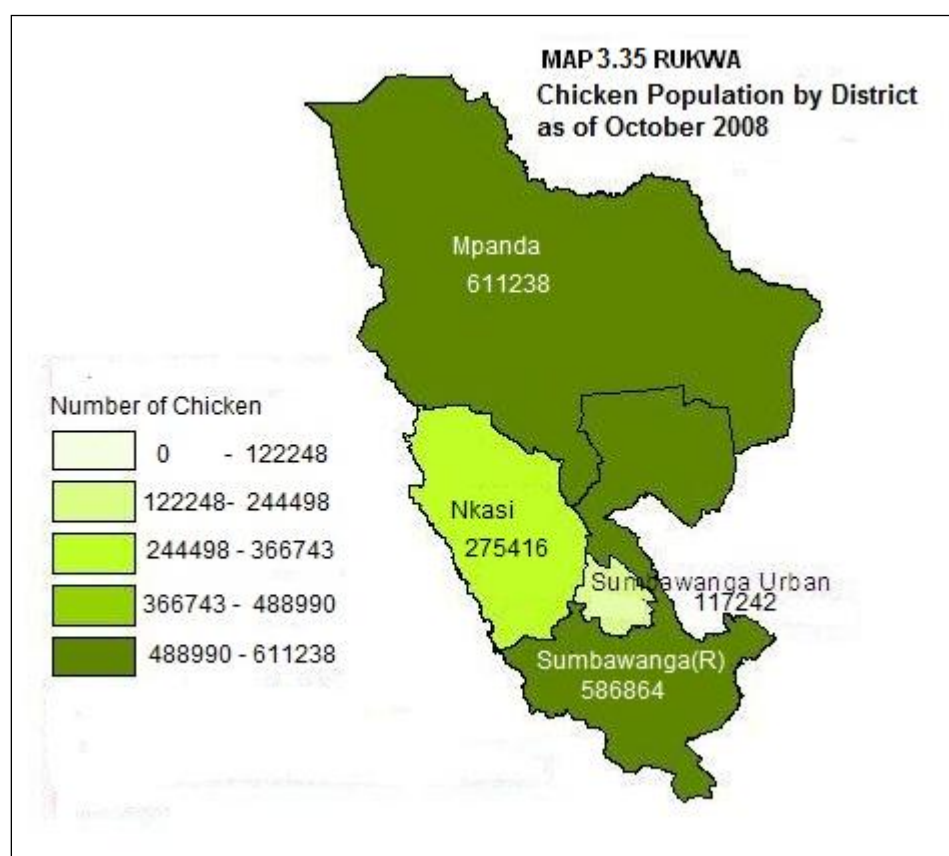 MAP 3.35 RUKWA
Chicken Population by District
as of October 2008
Mpanda
611238
Number of Chicken
0 - 122248
122248- 244498
244498 - 366743
366743 - 488990
488990 - 611238
Nkasi
275416
Sumbawanga Urban
117242
Sumbawanga(R)
586864